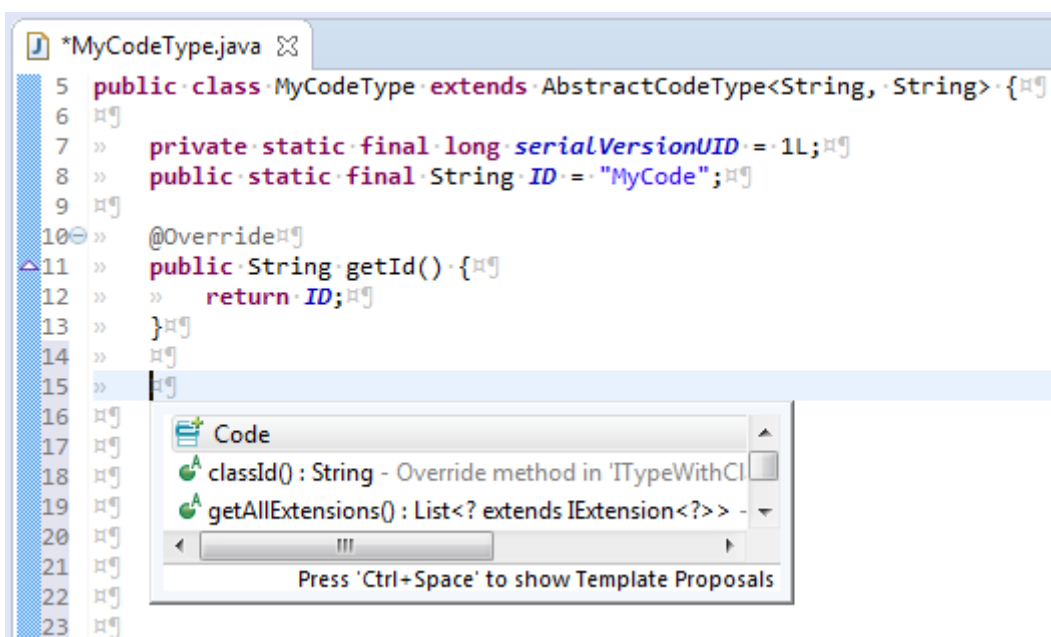 *MyCodeType.java
5 public class MyCodeType extends AbstractCodeType<String, String> {¤¶
6 ¤¶
7 » private static final long serialVersionUID = 1L;¤¶
8 » public static final String ID = "MyCode";¤¶
9 ¤¶
10 » @Override¤¶
11 » public String getId() {¤¶
12 » » return ID;¤¶
13 » }¤¶
14 » ¤¶
15 » ¤¶
16 ¤¶
Code
17 ¤¶
18 ¤¶
classId() : String - Override method in 'ITypeWithCl
19 ¤¶
getAllExtensions() : List<? extends IExtension<?>> -
20 ¤¶
21 ¤¶
Press 'Ctrl+Space' to show Template Proposals
22 ¤¶
23 ¤¶